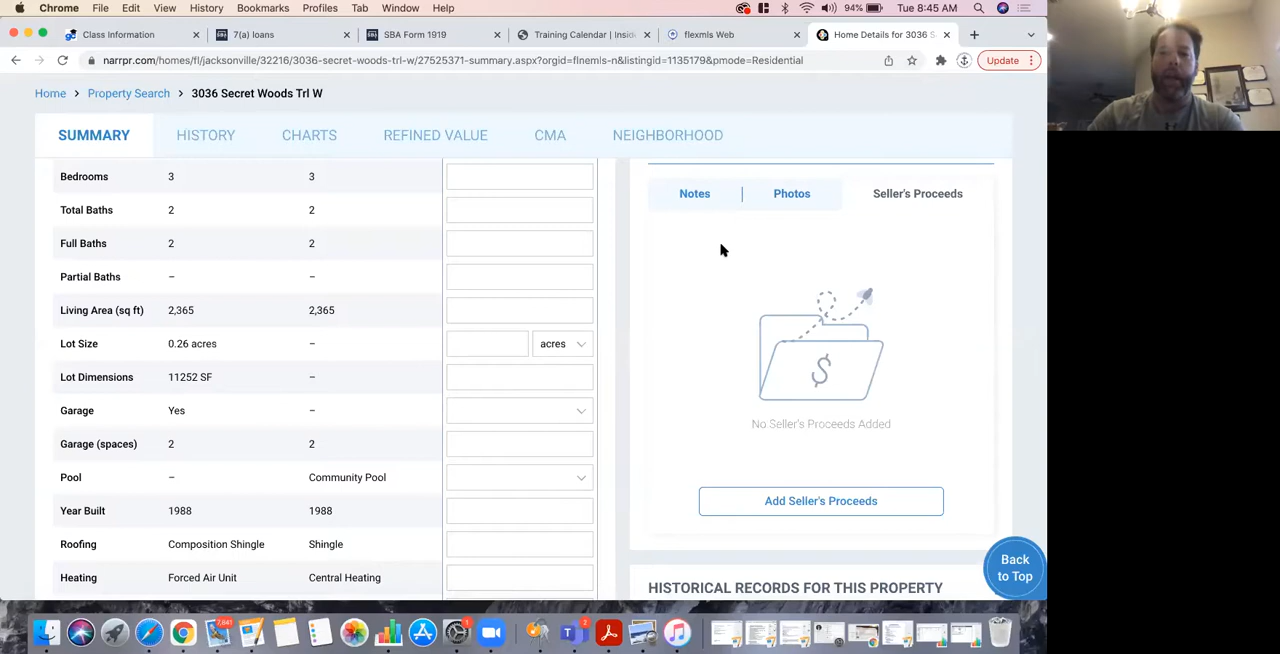 Chrome File Edit View History Bookmarks Profiles Tab Window Help 94% Tue 8:45 AM
Class Information 7(a) loans SBA Form 1919 Training Calendar | Insid flexmls Web Home Details for 3036 S
narrpr.com/homes/fl/jacksonville/32216/3036-secret-woods-trl-w/27525371-summary.aspx?orgid=flnemls-n&listingid=1135179&pmode=Residential Update
Home > Property Search > 3036 Secret Woods Trl W
SUMMARY HISTORY CHARTS REFINED VALUE CMA NEIGHBORHOOD
Bedrooms 3 3
Notes | Photos Seller's Proceeds
Total Baths 2 2
Full Baths 2 2
Partial Baths – –
Living Area (sq ft) 2,365 2,365
Lot Size 0.26 acres – acres
Lot Dimensions 11252 SF –
$
Garage Yes –
No Seller's Proceeds Added
Garage (spaces) 2 2
Pool – Community Pool
Add Seller's Proceeds
Year Built 1988 1988
Roofing Composition Shingle Shingle
Heating Forced Air Unit Central Heating
HISTORICAL RECORDS FOR THIS PROPERTY
Back
to Top
7,841 1 2